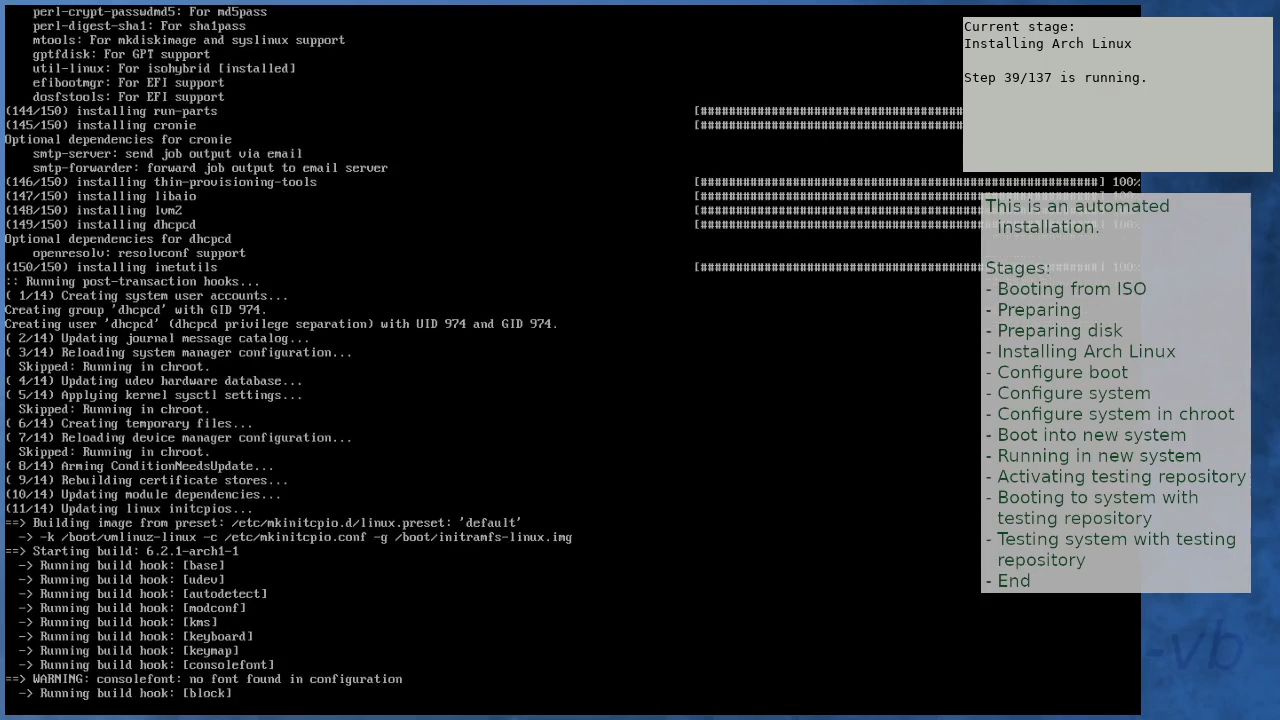 perl-crypt-passwdmd5: For md5pass
perl-digest-sha1: For sha1pass
mtools: For mkdiskimage and syslinux support
gptfdisk: For GPT support
util-linux: For isohybrid [installed]
efibootmgr: For EFI support
dosfstools: For EFI support
(144/150) installing run-parts [######################################
(145/150) installing cronie [######################################
Optional dependencies for cronie
smtp-server: send job output via email
smtp-forwarder: forward job output to email server
(146/150) installing thin-provisioning-tools [########################################################] 100%
(147/150) installing libaio [######################################## 100%
(148/150) installing lvm2 [######################################## 100%
(149/150) installing dhcpcd [######################################## 100%
Optional dependencies for dhcpcd
openresolv: resolvconf support
(150/150) installing inetutils [########################################################] 100%
:: Running post-transaction hooks...
( 1/14) Creating system user accounts...
Creating group 'dhcpcd' with GID 974.
Creating user 'dhcpcd' (dhcpcd privilege separation) with UID 974 and GID 974.
( 2/14) Updating journal message catalog...
( 3/14) Reloading system manager configuration...
Skipped: Running in chroot.
( 4/14) Updating udev hardware database...
( 5/14) Applying kernel sysctl settings...
Skipped: Running in chroot.
( 6/14) Creating temporary files...
( 7/14) Reloading device manager configuration...
Skipped: Running in chroot.
( 8/14) Arming ConditionNeedsUpdate...
( 9/14) Rebuilding certificate stores...
(10/14) Updating module dependencies...
(11/14) Updating linux initcpios...
==> Building image from preset: /etc/mkinitcpio.d/linux.preset: 'default'
-> -k /boot/vmlinuz-linux -c /etc/mkinitcpio.conf -g /boot/initramfs-linux.img
==> Starting build: 6.2.1-arch1-1
-> Running build hook: [base]
-> Running build hook: [udev]
-> Running build hook: [autodetect]
-> Running build hook: [modconf]
-> Running build hook: [kms]
-> Running build hook: [keyboard]
-> Running build hook: [keymap]
-> Running build hook: [consolefont]
==> WARNING: consolefont: no font found in configuration
-> Running build hook: [block]
Current stage:
Installing Arch Linux
Step 39/137 is running.
This is an automated
installation.
Stages:
- Booting from ISO
- Preparing
- Preparing disk
- Installing Arch Linux
- Configure boot
- Configure system
- Configure system in chroot
- Boot into new system
- Running in new system
- Activating testing repository
- Booting to system with
testing repository
- Testing system with testing
repository
- End
-vb